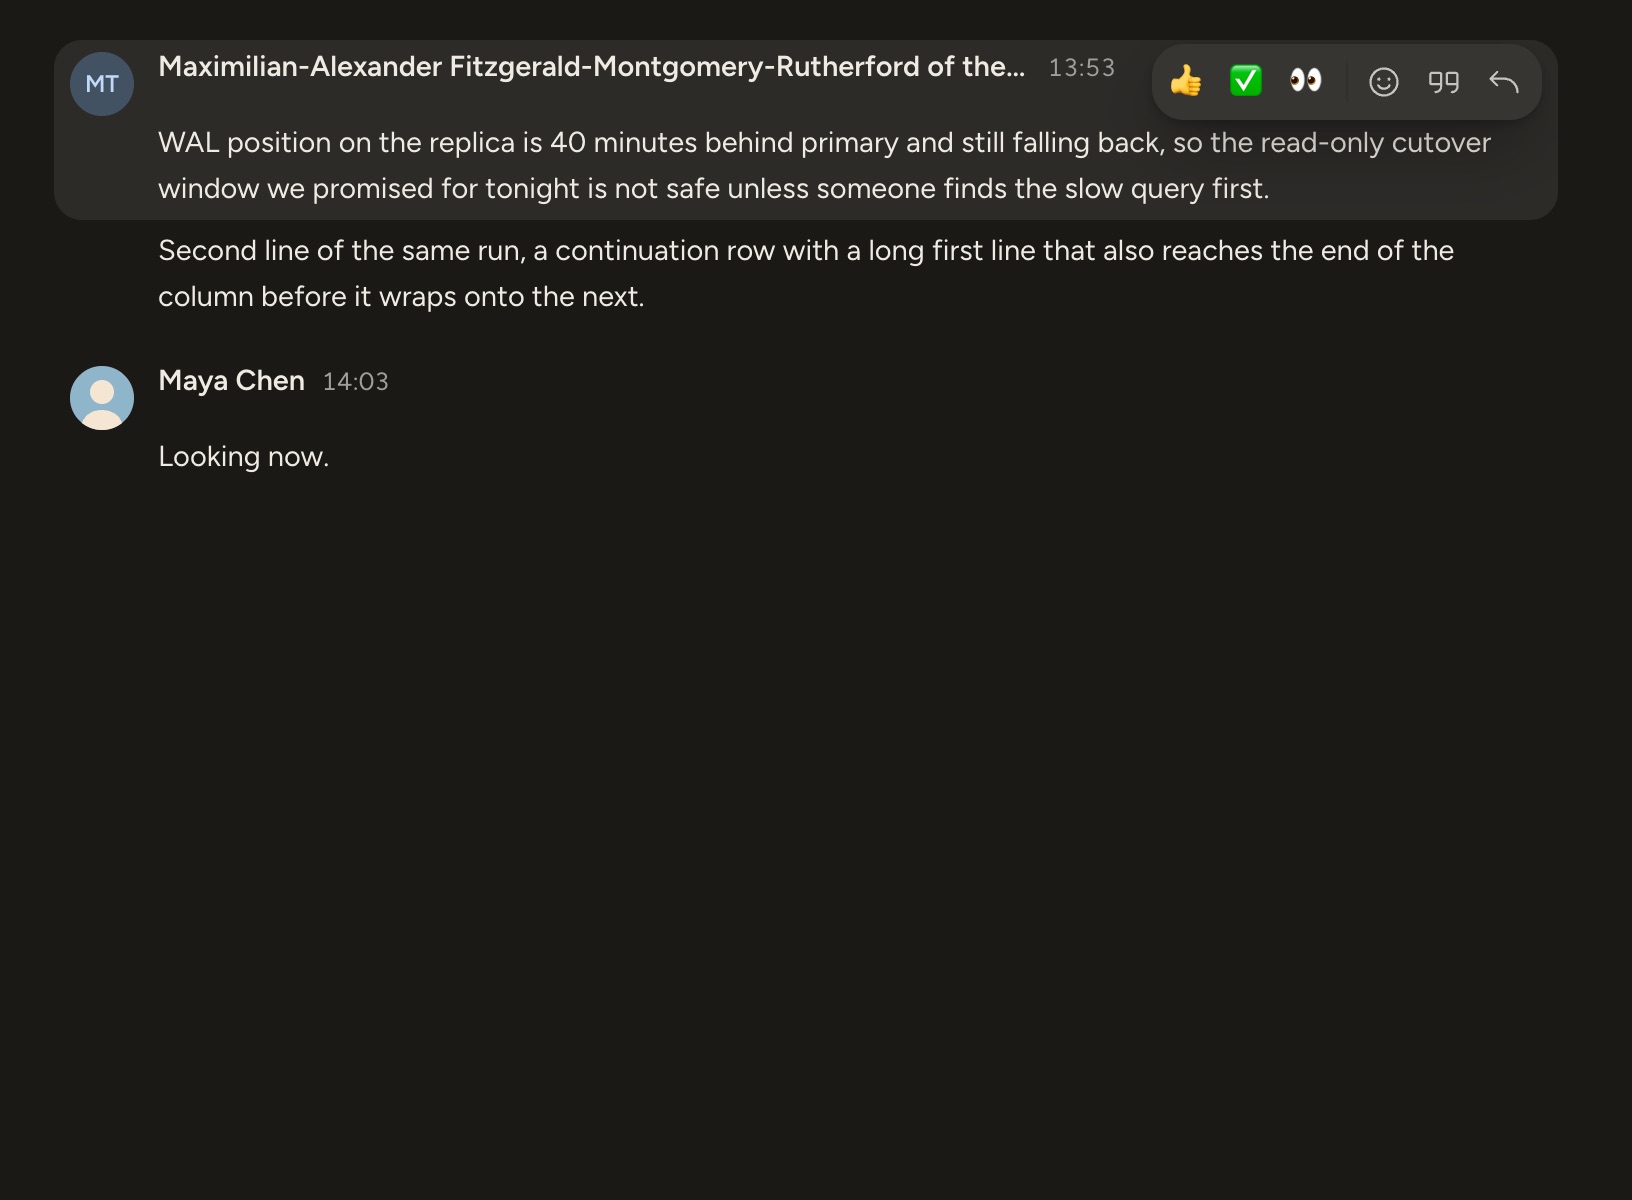 MT
Maximilian-Alexander Fitzgerald-Montgomery-Rutherford of the... 13:53
WAL position on the replica is 40 minutes behind primary and still falling back, so the read-only cutover
window we promised for tonight is not safe unless someone finds the slow query first.
Second line of the same run, a continuation row with a long first line that also reaches the end of the
column before it wraps onto the next.
Maya Chen 14:03
Looking now.